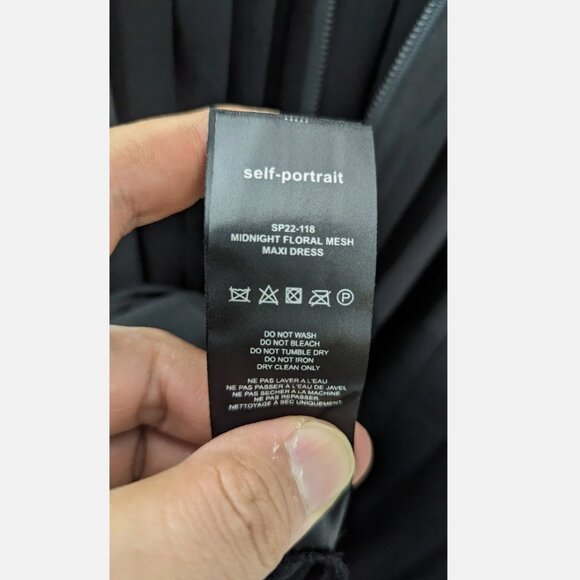 self-portrait
SP22-118
MIDNIGHT FLORAL MESH
MAXI DRESS
P
DO NOT WASH
DO NOT BLEACH
DO NOT TUMBLE DRY
DO NOT IRON
DRY CLEAN ONLY
NE PAS LAVER A L'EAU
NE PAS PASSER À L'EAU DE JAVEL
NE PAS SECHER A LA MACHINE
NE PAS REPASSER.
NETTOYAGE À SEC UNIQUEMENT.